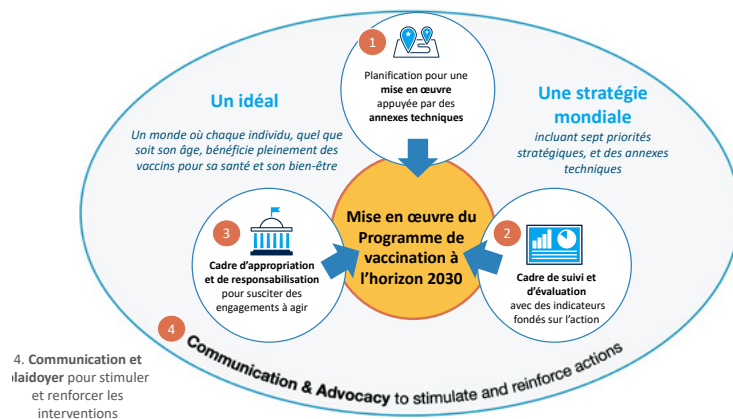 1
Planification pour une
mise en œuvre
appuyée par des
annexes techniques
Un idéal
Un monde où chaque individu, quel que
soit son âge, bénéficie pleinement des
vaccins pour sa santé et son bien-être
Une stratégie
mondiale
incluant sept priorités
stratégiques, et des annexes
techniques
Mise en œuvre du
Programme de
vaccination à
l’horizon 2030
3
Cadre d’appropriation
et de responsabilisation
pour susciter des
engagements à agir
2
Cadre de suivi et
d’évaluation
avec des indicateurs
fondés sur l’action
4
Communication & Advocacy to stimulate and reinforce actions
4. Communication et
laidoyer pour stimuler
et renforcer les
interventions